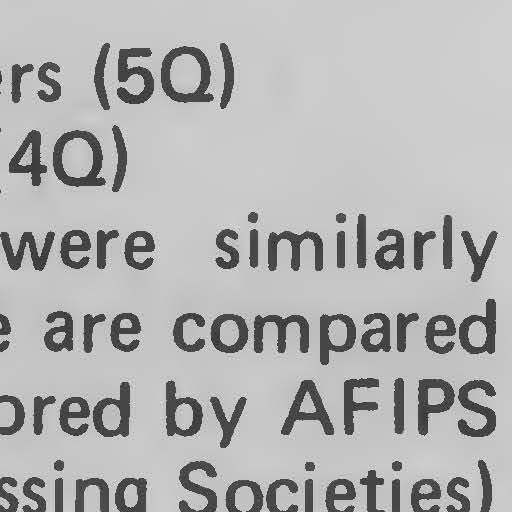 ers (5Q)
(4Q)
were similarly
e are compared
ored by AFIPS
ssing Societies)